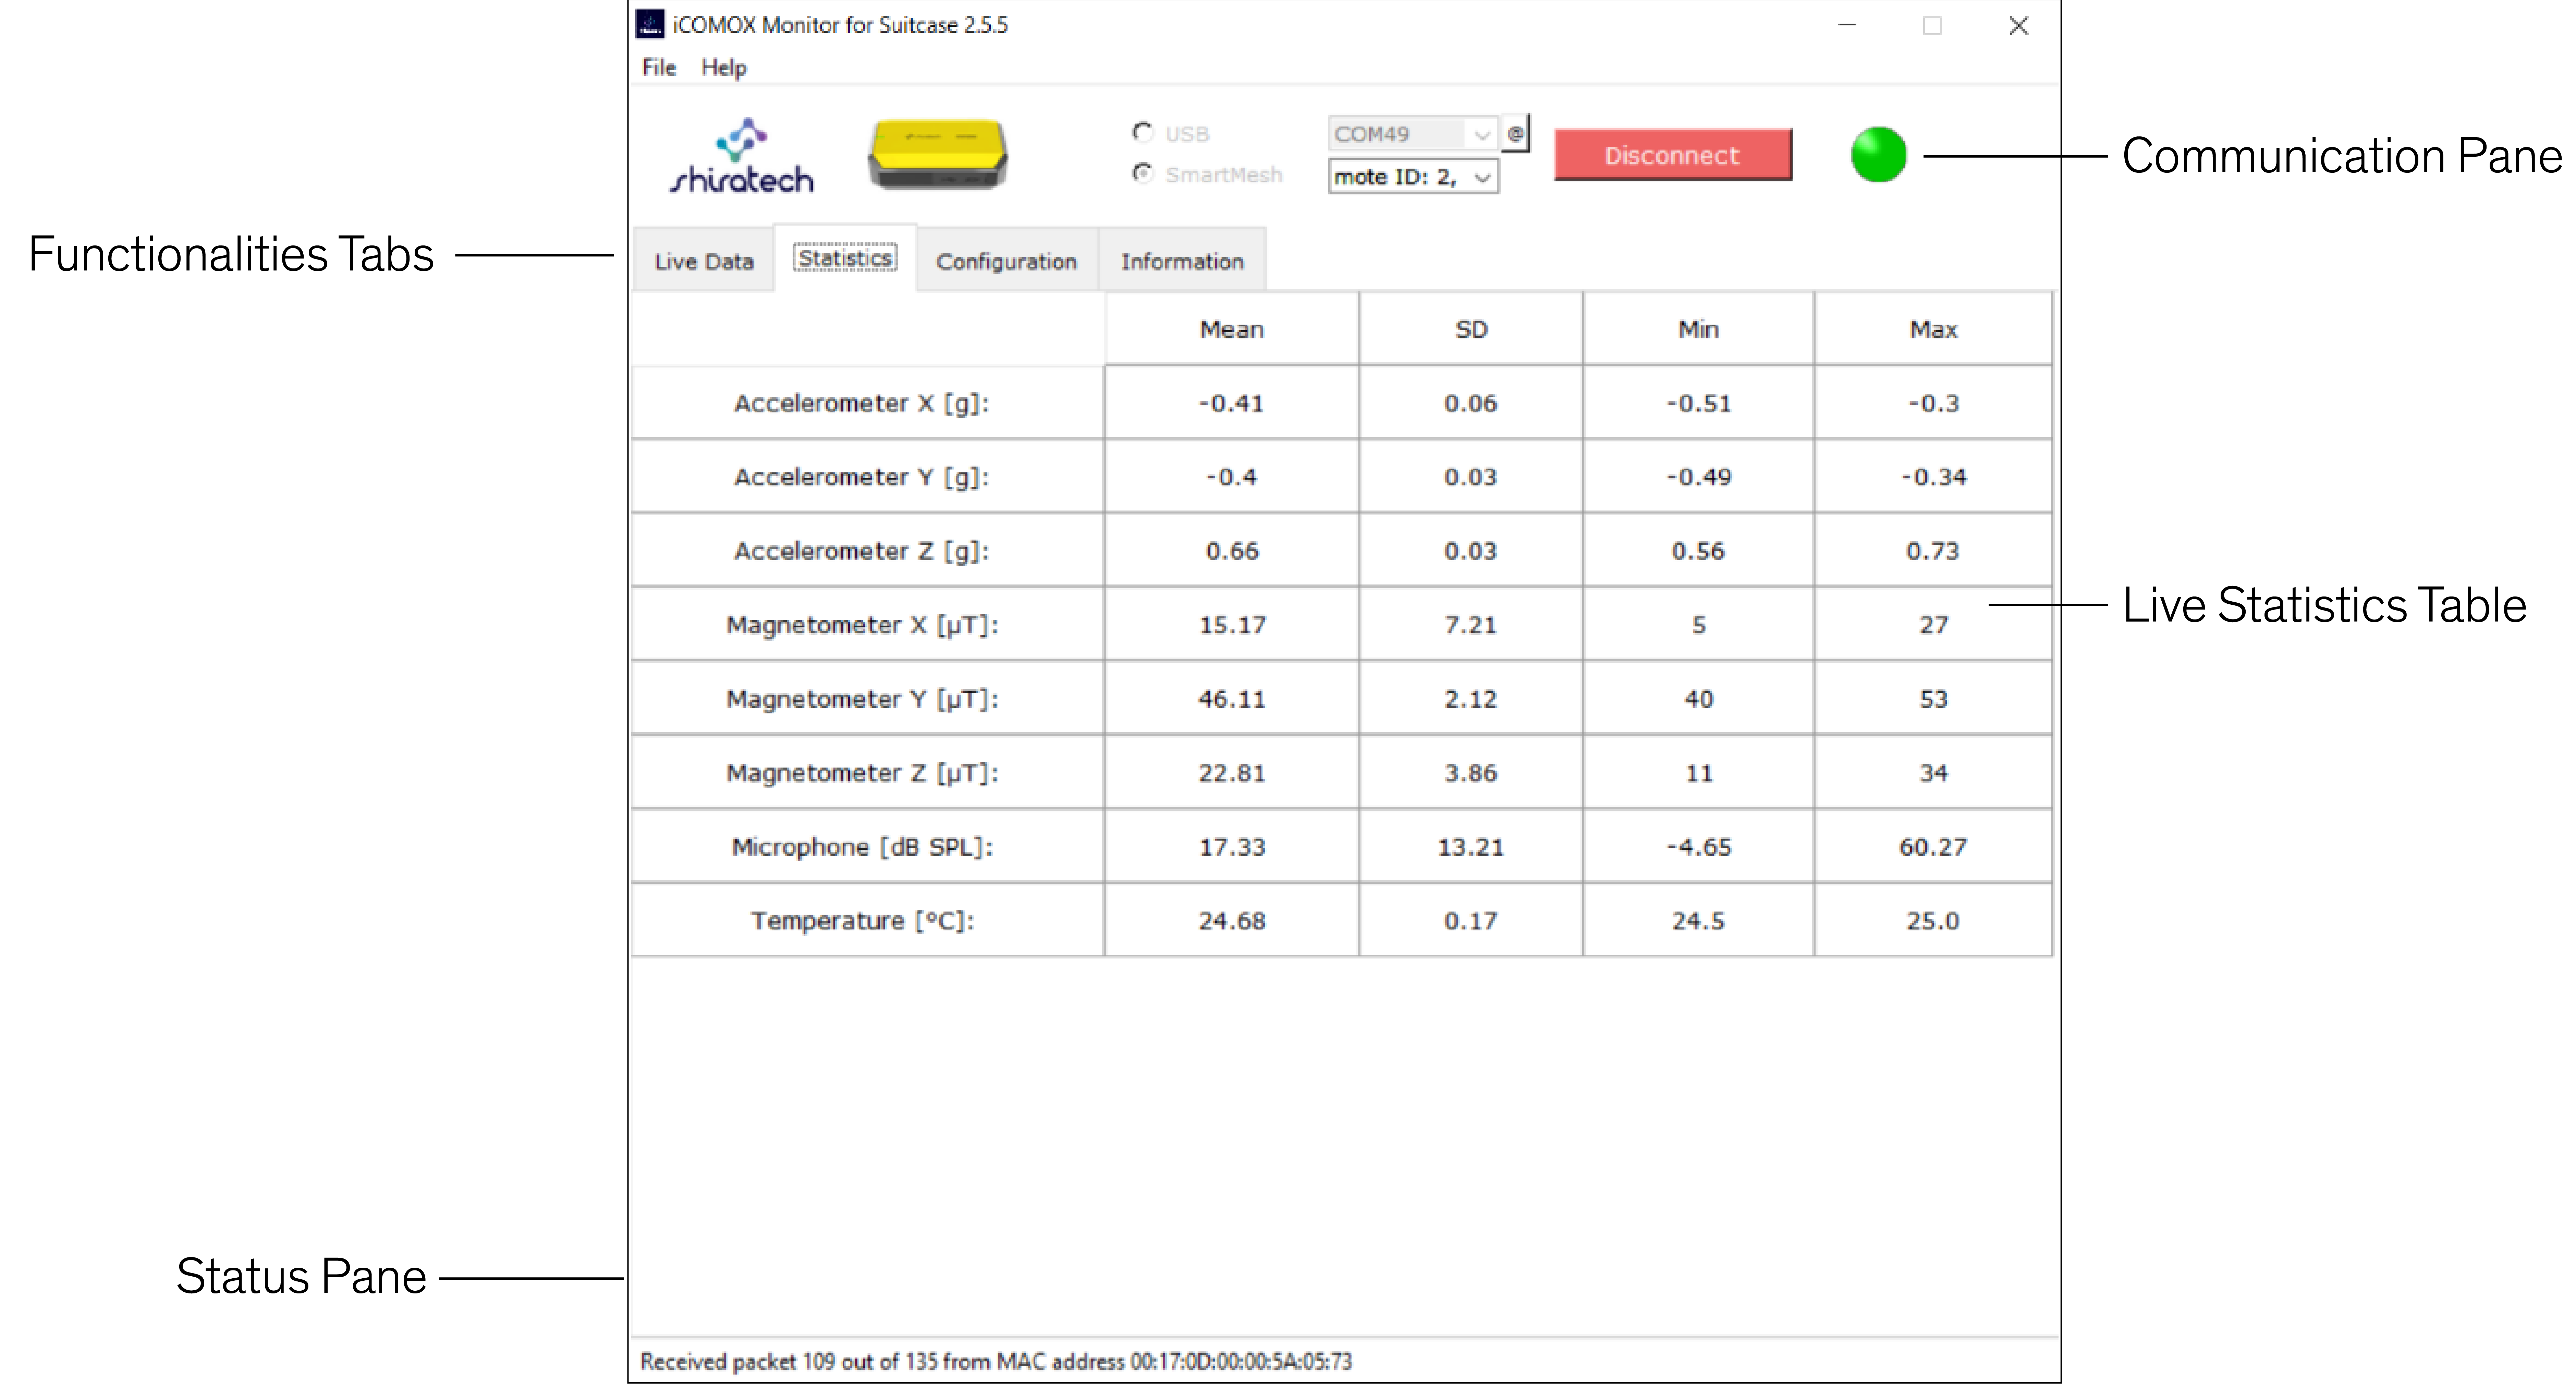 iCOMOX Monitor for Suitcase 2.5.5
File Help
shiratech
USB
COM49
@
SmartMesh
mote ID: 2,
Disconnect
Communication Pane
Functionalities Tabs
Live Data Statistics Configuration Information
Mean SD Min Max
Accelerometer X [g]: -0.41 0.06 -0.51 -0.3
Accelerometer Y [g]: -0.4 0.03 -0.49 -0.34
Accelerometer Z [g]: 0.66 0.03 0.56 0.73
Live Statistics Table
Magnetometer X [µT]: 15.17 7.21 5 27
Magnetometer Y [µT]: 46.11 2.12 40 53
Magnetometer Z [µT]: 22.81 3.86 11 34
Microphone [dB SPL]: 17.33 13.21 -4.65 60.27
Temperature [°C]: 24.68 0.17 24.5 25.0
Status Pane
Received packet 109 out of 135 from MAC address 00:17:0D:00:00:5A:05:73